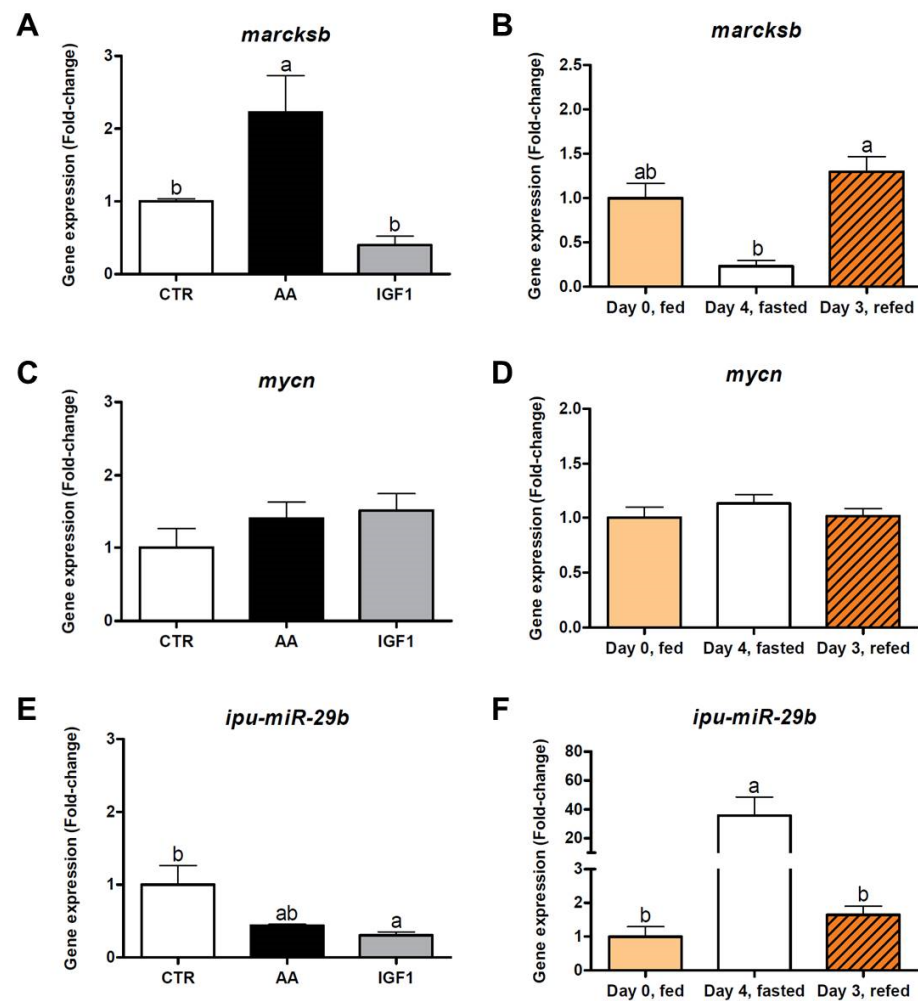 A
marcksb
Gene expression (Fold-change)
3
2
1
0
b
a
b
CTR
AA
IGF1
B
marcksb
Gene expression (Fold-change)
2.5
2.0
1.5
1.0
0.5
0.0
ab
b
a
Day 0, fed
Day 4, fasted
Day 3, refed
C
mycn
Gene expression (Fold-change)
3
2
1
0
CTR
AA
IGF1
D
mycn
Gene expression (Fold-change)
2.0
1.5
1.0
0.5
0.0
Day 0, fed
Day 4, fasted
Day 3, refed
E
ipu-miR-29b
Gene expression (Fold-change)
3
2
1
0
b
ab
a
CTR
AA
IGF1
F
ipu-miR-29b
Gene expression (Fold-change)
80
60
40
20
3
2
1
0
b
a
b
Day 0, fed
Day 4, fasted
Day 3, refed